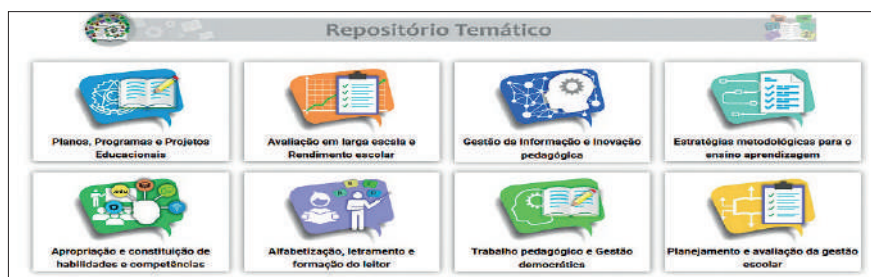 Repositório Temático
Planos, Programas e Projetos
Educacionais
Avaliação em larga escala e
Rendimento escolar
Gestão da Informação e Inovação
pedagógica
Estratégias metodológicas para o
ensino aprendizagem
Apropriação e constituição de
habilidades e competências
Alfabetização, letramento e
formação do leitor
Trabalho pedagógico e Gestão
democrática
Planejamento e avaliação da gestão
escolar